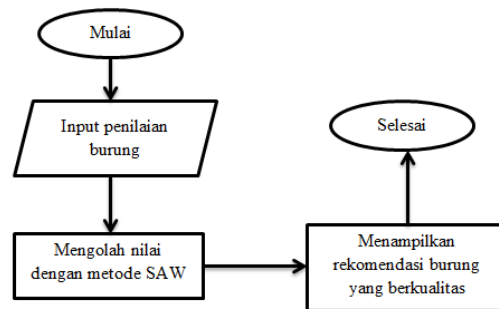 Mulai
Input penilaian
burung
Mengolah nilai
dengan metode SAW
Menampilkan
rekomendasi burung
yang berkualitas
Selesai